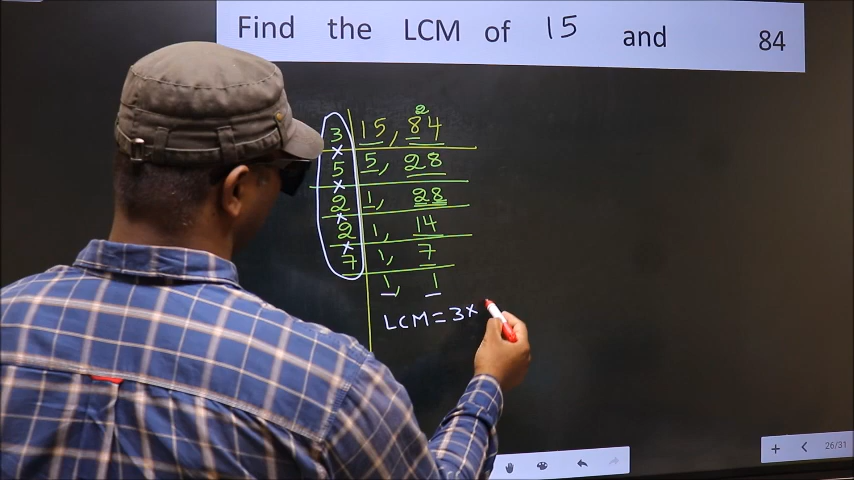 Find the LCM of 15 and 84
2
3 15, 84
×
5 5, 28
×
2 1, 28
×
2 1, 14
×
7 1, 7
1, 1
LCM = 3 ×
+ < 26/31